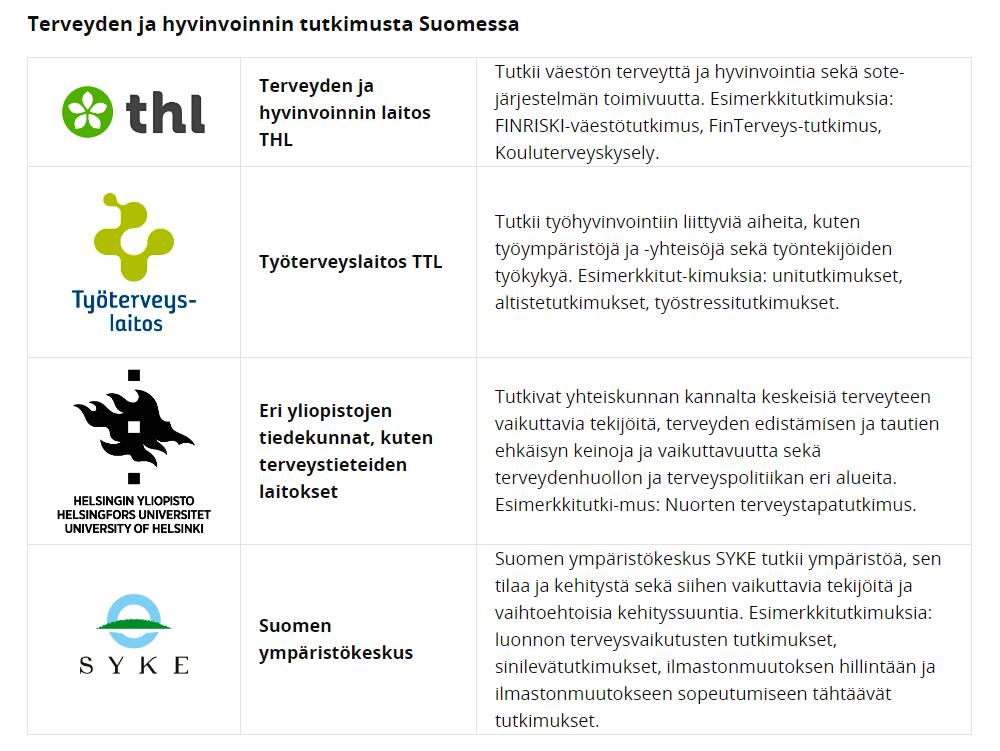 Terveyden ja hyvinvoinnin tutkimusta Suomessa
thl
Terveyden ja
hyvinvoinnin laitos
THL
Tutkii väestön terveyttä ja hyvinvointia sekä sote-
järjestelmän toimivuutta. Esimerkkitutkimuksia:
FINRISKI-väestötutkimus, FinTerveys-tutkimus,
Kouluterveyskysely.
Työterveys-
laitos
Työterveyslaitos TTL
Tutkii työhyvinvointiin liittyviä aiheita, kuten
työympäristöjä ja -yhteisöjä sekä työntekijöiden
työkykyä. Esimerkkitut-kimuksia: unitutkimukset,
altistetutkimukset, työstressitutkimukset.
HELSINGIN YLIOPISTO
HELSINGFORS UNIVERSITET
UNIVERSITY OF HELSINKI
Eri yliopistojen
tiedekunnat, kuten
terveystieteiden
laitokset
Tutkivat yhteiskunnan kannalta keskeisiä terveyteen
vaikuttavia tekijöitä, terveyden edistämisen ja tautien
ehkäisyn keinoja ja vaikuttavuutta sekä
terveydenhuollon ja terveyspolitiikan eri alueita.
Esimerkkitutki-mus: Nuorten terveystapatutkimus.
SYKE
Suomen
ympäristökeskus
Suomen ympäristökeskus SYKE tutkii ympäristöä, sen
tilaa ja kehitystä sekä siihen vaikuttavia tekijöitä ja
vaihtoehtoisia kehityssuuntia. Esimerkkitutkimuksia:
luonnon terveysvaikutusten tutkimukset,
sinilevätutkimukset, ilmastonmuutoksen hillintään ja
ilmastonmuutokseen sopeutumiseen tähtäävät
tutkimukset.